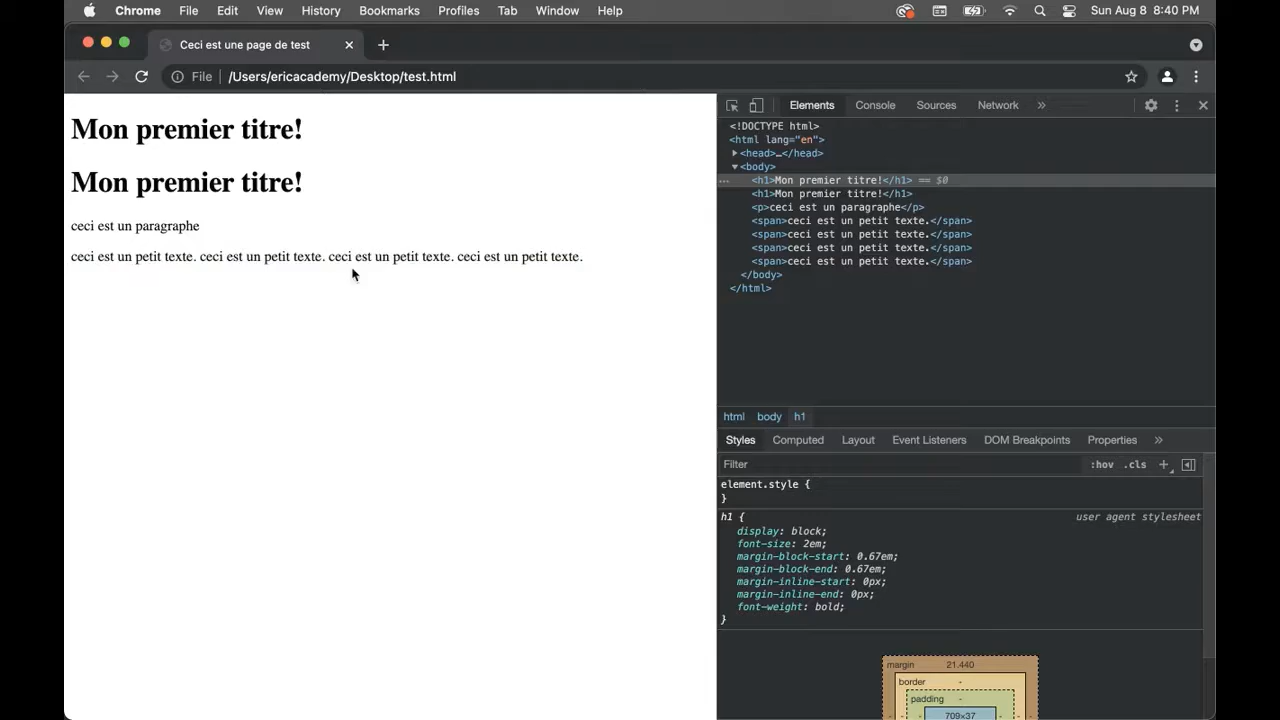 Chrome File Edit View History Bookmarks Profiles Tab Window Help Sun Aug 8 8:40 PM
Ceci est une page de test
File /Users/ericacademy/Desktop/test.html
Mon premier titre!
Mon premier titre!
ceci est un paragraphe
ceci est un petit texte. ceci est un petit texte. ceci est un petit texte. ceci est un petit texte.
Elements Console Sources Network »
<!DOCTYPE html>
<html lang="en">
<head>…</head>
<body>
… <h1>Mon premier titre!</h1> == $0
<h1>Mon premier titre!</h1>
<p>ceci est un paragraphe</p>
<span>ceci est un petit texte.</span>
<span>ceci est un petit texte.</span>
<span>ceci est un petit texte.</span>
<span>ceci est un petit texte.</span>
</body>
</html>
html body h1
Styles Computed Layout Event Listeners DOM Breakpoints Properties »
Filter :hov .cls +
element.style {
}
h1 { user agent stylesheet
display: block;
font-size: 2em;
margin-block-start: 0.67em;
margin-block-end: 0.67em;
margin-inline-start: 0px;
margin-inline-end: 0px;
font-weight: bold;
}
margin 21.440
border -
padding -
709×37